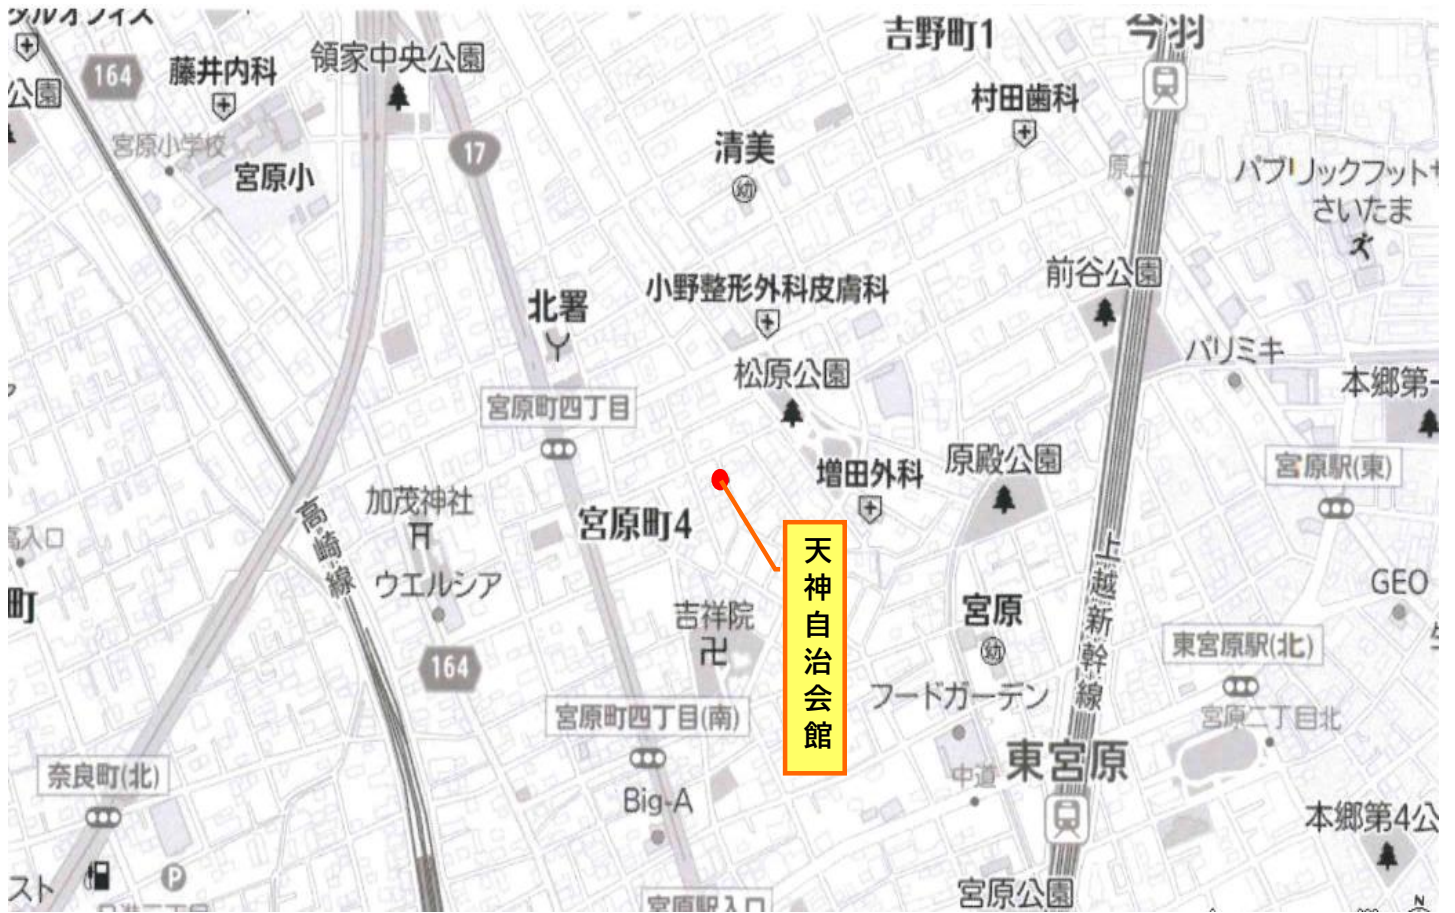 タルオフィス
164
藤井内科
領家中央公園
公園
宮原小学校
宮原小
17
吉野町1
今羽
村田歯科
清美
幼
原上
パブリックフットサ
さいたま
前谷公園
小野整形外科皮膚科
北署
松原公園
パリミキ
本郷第一
宮原町四丁目
増田外科
原殿公園
宮原駅(東)
加茂神社
高崎線
宮原町4
高入口
町
ウエルシア
天神自治会館
上越新幹線
GEO
吉祥院
宮原
幼
東宮原駅(北)
164
宮原町四丁目(南)
フードガーデン
宮原二丁目北
奈良町(北)
東宮原
中道
Big-A
本郷第4公
スト
P
宮原駅入口
宮原公園
N